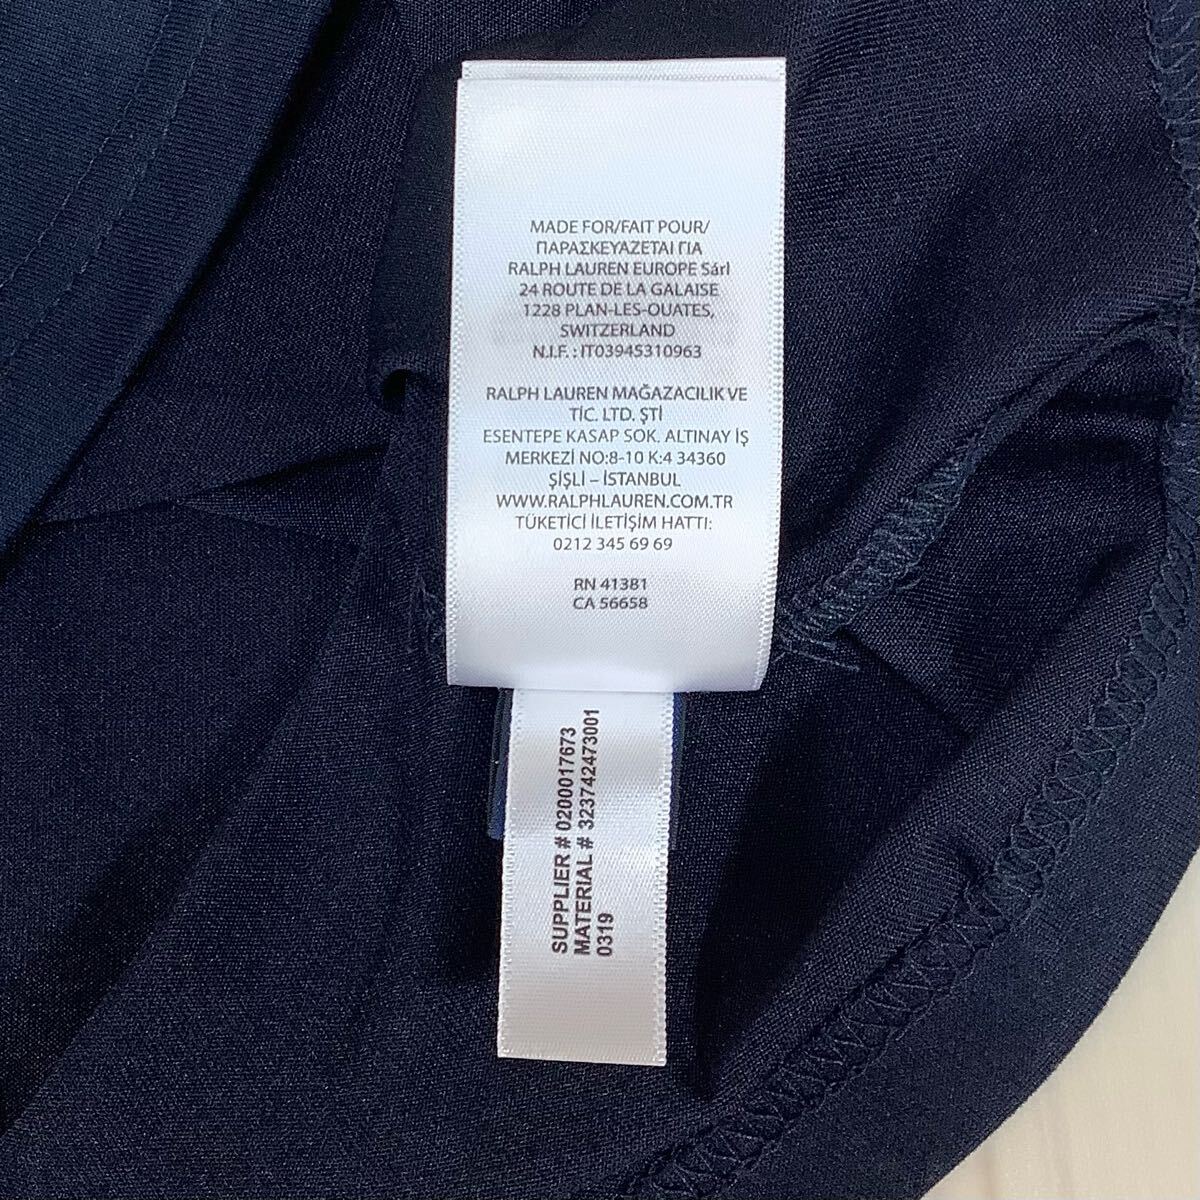 MADE FOR/FAIT POUR/
ΠΑΡΑΣΚΕΥΑΖΕΤΑΙ ΓΙΑ
RALPH LAUREN EUROPE Sárl
24 ROUTE DE LA GALAISE
1228 PLAN-LES-OUATES,
SWITZERLAND
N.I.F. : IT03945310963
RALPH LAUREN MAĞAZACILIK VE
TİC. LTD. ŞTİ
ESENTEPE KASAP SOK. ALTINAY İŞ
MERKEZİ NO:8-10 K:4 34360
ŞİŞLİ – İSTANBUL
WWW.RALPHLAUREN.COM.TR
TÜKETİCİ İLETİŞİM HATTI:
0212 345 69 69
RN 41381
CA 56658
SUPPLIER # 0200017673
MATERIAL # 323742473001
0319